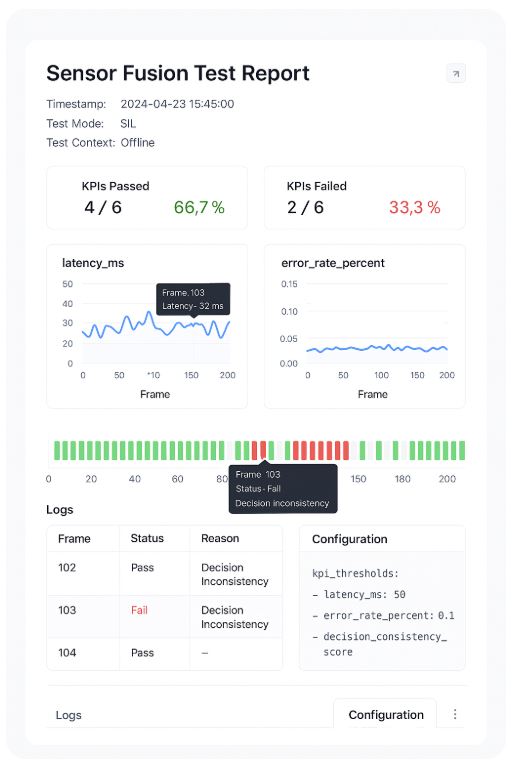 Sensor Fusion Test Report
Timestamp: 2024-04-23 15:45:00
Test Mode: SIL
Test Context: Offline
KPIs Passed
4 / 6 66,7 %
KPIs Failed
2 / 6 33,3 %
latency_ms
50
40
30
20
0
Frame. 103
Latency- 32 ms
0 50 "10 150 200
Frame
error_rate_percent
0.15
0.10
0.05
0.00
0 50 100 150 200
Frame
0 20 40 60 80 150 180 200
Frame 103
Status - Fall
Decision inconsistency
Logs
Frame Status Reason
102 Pass Decision
Inconsistency
103 Fail Decision
Inconsistency
104 Pass –
Configuration
kpi_thresholds:
– latency_ms: 50
– error_rate_percent: 0.1
– decision_consistency_
score
Logs
Configuration